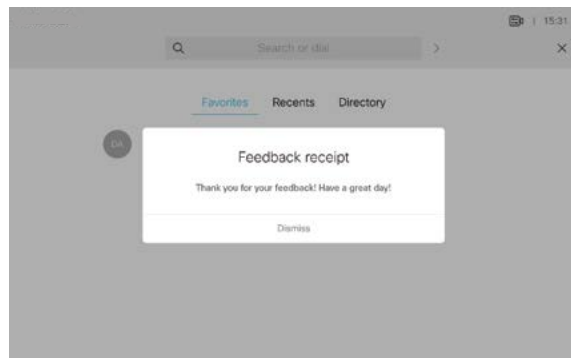 15:31
Search or dial
Favorites Recents Directory
DA
Feedback receipt
Thank you for your feedback! Have a great day!
Dismiss